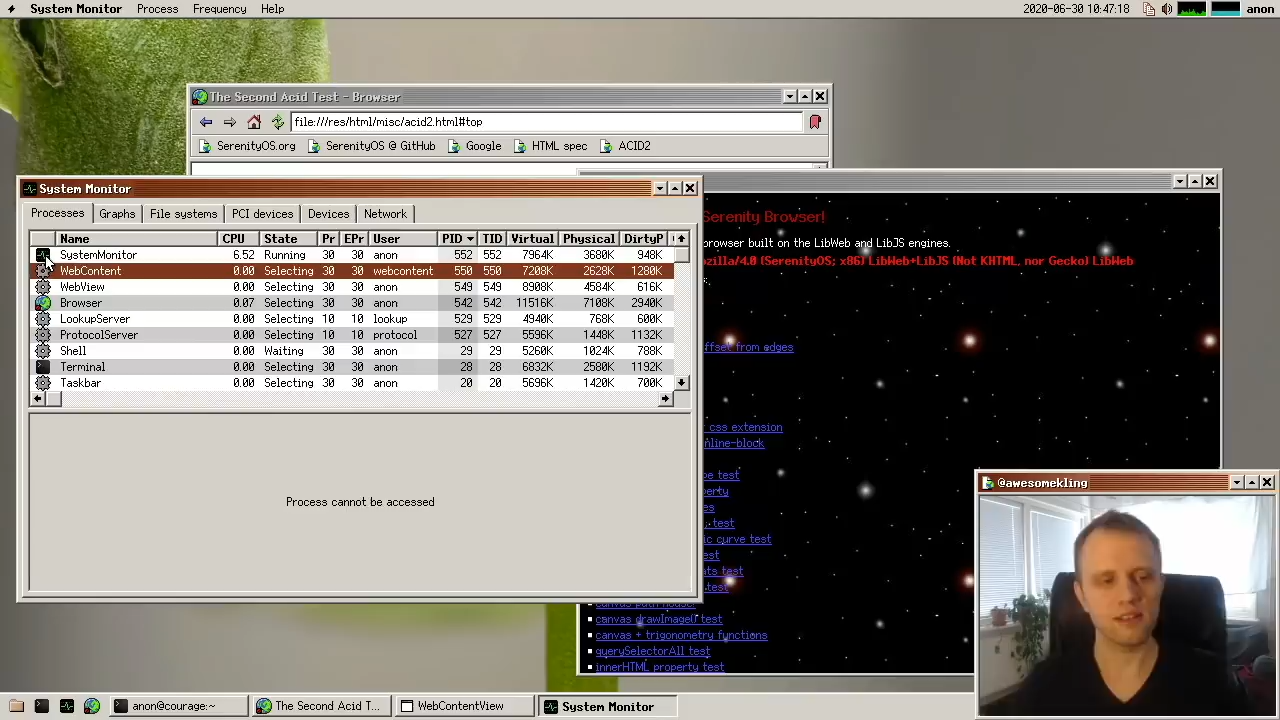 System Monitor Process Frequency Help 2020-06-30 10:47:18 anon
The Second Acid Test - Browser
file:///res/html/misc/acid2.html#top
SerenityOS.org SerenityOS @ GitHub Google HTML spec ACID2
System Monitor
Processes Graphs File systems PCI devices Devices Network
Name CPU State Pr EPr User PID TID Virtual Physical DirtyP
SystemMonitor 6.52 Running 30 30 anon 552 552 7964K 3680K 948K
WebContent 0.00 Selecting 30 30 webcontent 550 550 7208K 2628K 1280K
WebView 0.00 Selecting 30 30 anon 549 549 8908K 4584K 616K
Browser 0.07 Selecting 30 30 anon 542 542 11516K 7108K 2940K
LookupServer 0.00 Selecting 10 10 lookup 529 529 4940K 768K 600K
ProtocolServer 0.00 Selecting 10 10 protocol 527 527 5596K 1448K 1132K
Shell 0.00 Waiting 30 30 anon 29 29 5260K 1024K 788K
Terminal 0.00 Selecting 30 30 anon 28 28 6832K 2580K 1192K
Taskbar 0.00 Selecting 30 30 anon 20 20 5696K 1420K 700K
Process cannot be accessed
Serenity Browser!
browser built on the LibWeb and LibJS engines.
ozilla/4.0 (SerenityOS; x86) LibWeb+LibJS (Not KHTML, nor Gecko) LibWeb
offset from edges
css extension
inline-block
test
test
ic curve test
test
test
test
canvas path house!
canvas drawImage() test
canvas + trigonometry functions
querySelectorAll test
innerHTML property test
@awesomekling
anon@courage:~ The Second Acid T... WebContentView System Monitor